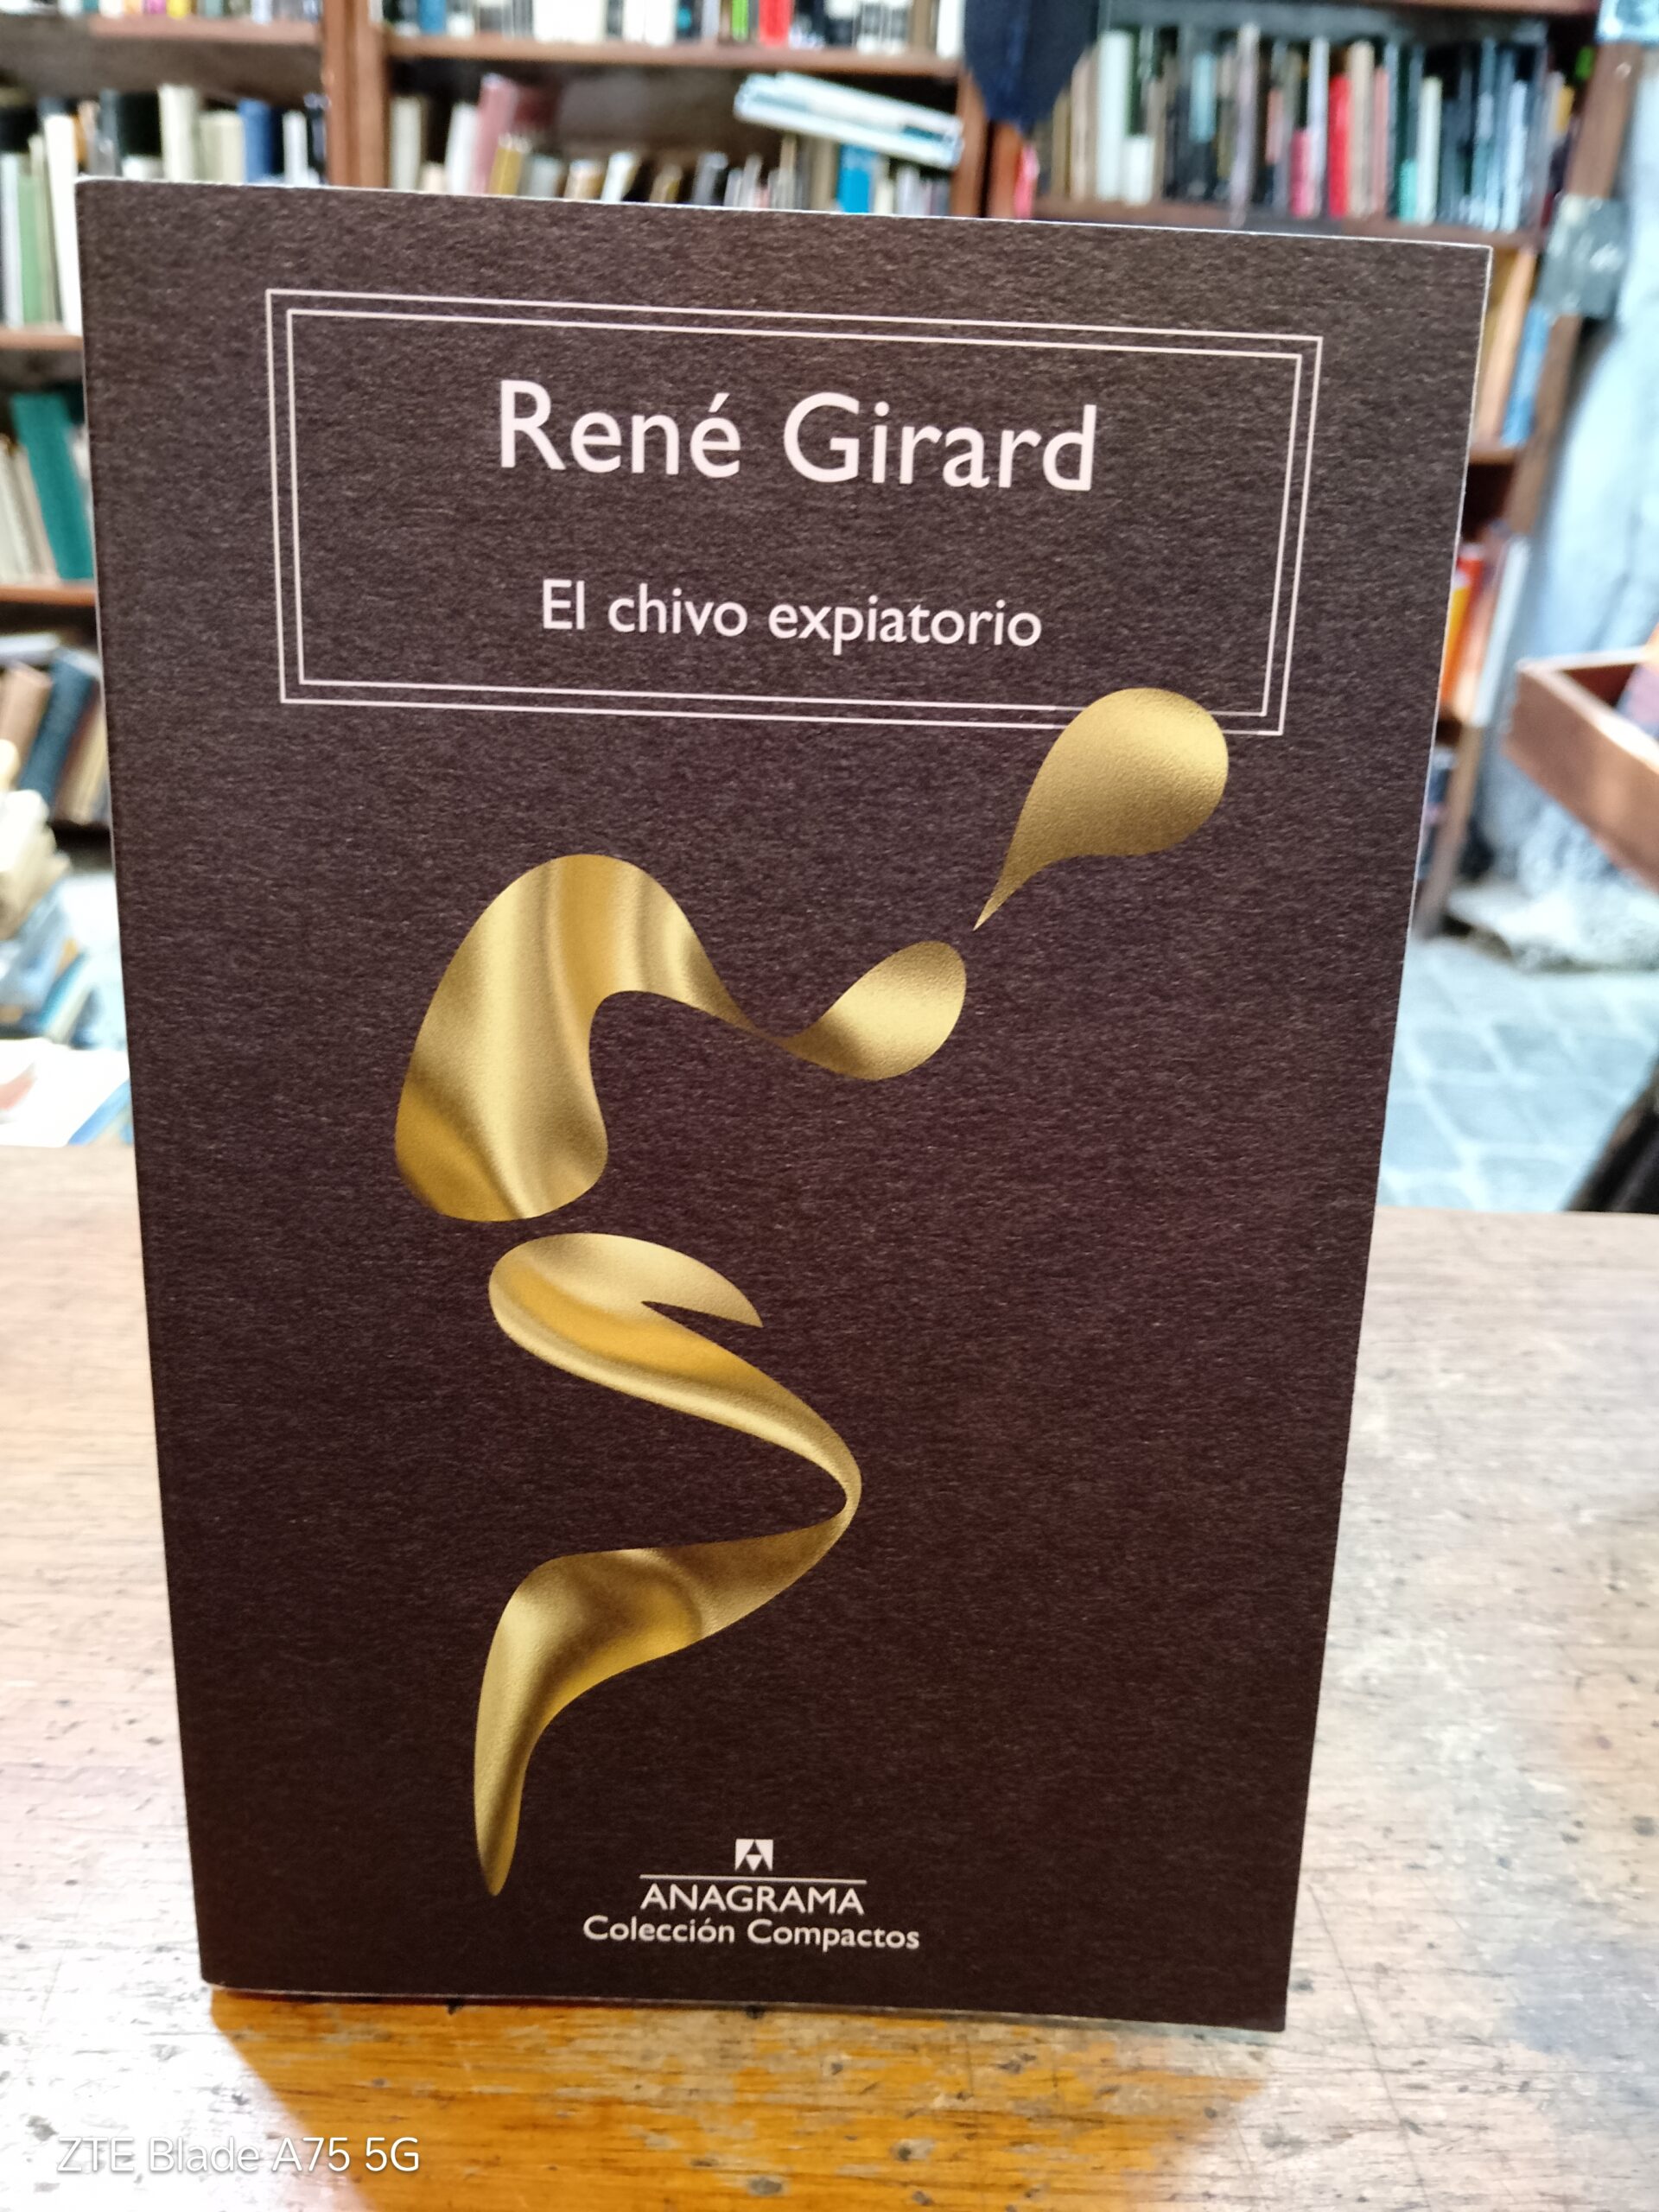 René Girard
El chivo expiatorio
ANAGRAMA
Colección Compactos
ZTE Blade A75 5G